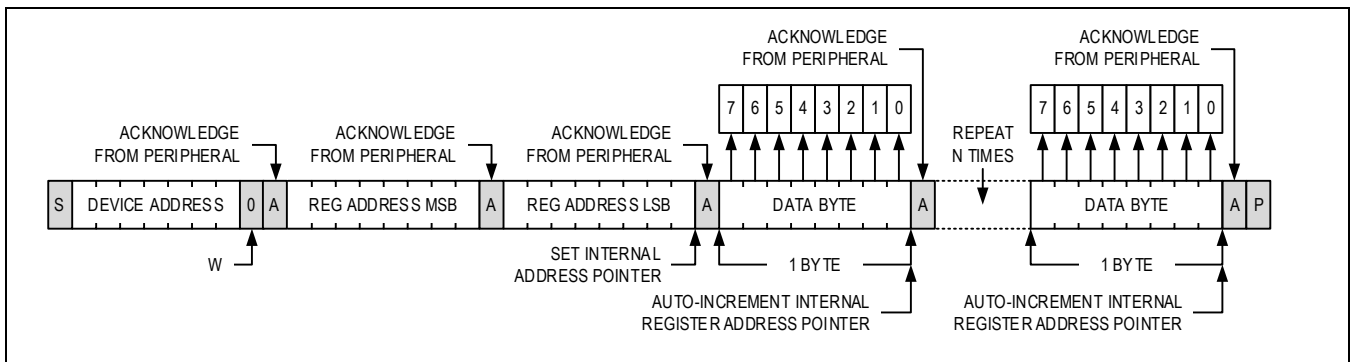 ACKNOWLEDGE
FROM PERIPHERAL
ACKNOWLEDGE
FROM PERIPHERAL
7 6 5 4 3 2 1 0
7 6 5 4 3 2 1 0
ACKNOWLEDGE
FROM PERIPHERAL
ACKNOWLEDGE
FROM PERIPHERAL
ACKNOWLEDGE
FROM PERIPHERAL
REPEAT
N TIMES
S DEVICE ADDRESS 0 A REG ADDRESS MSB A REG ADDRESS LSB A DATA BYTE A DATA BYTE A P
W
SET INTERNAL
ADDRESS POINTER
1 BYTE
1 BYTE
AUTO-INCREMENT INTERNAL
REGISTER ADDRESS POINTER
AUTO-INCREMENT INTERNAL
REGISTER ADDRESS POINTER